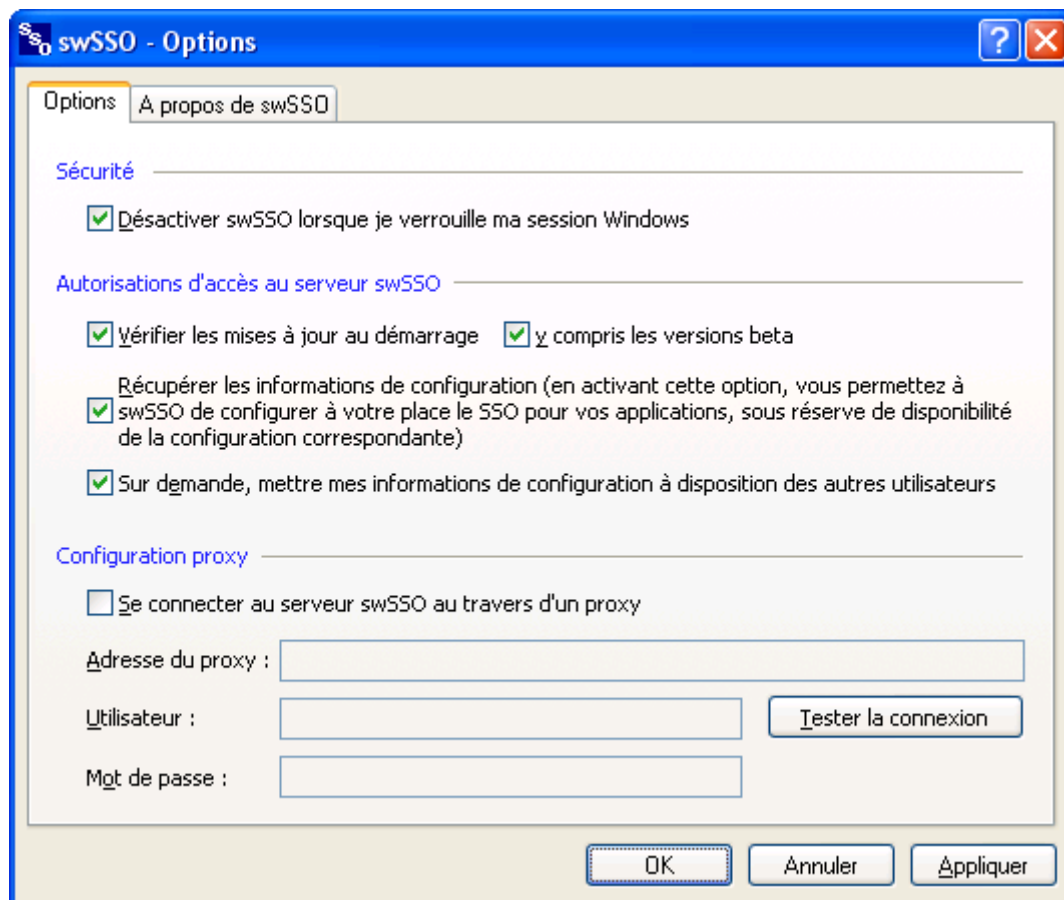 SSO swSSO - Options
Options A propos de swSSO
Sécurité
Désactiver swSSO lorsque je verrouille ma session Windows
Autorisations d'accès au serveur swSSO
Vérifier les mises à jour au démarrage y compris les versions beta
Récupérer les informations de configuration (en activant cette option, vous permettez à
swSSO de configurer à votre place le SSO pour vos applications, sous réserve de disponibilité
de la configuration correspondante)
Sur demande, mettre mes informations de configuration à disposition des autres utilisateurs
Configuration proxy
Se connecter au serveur swSSO au travers d'un proxy
Adresse du proxy :
Utilisateur : Tester la connexion
Mot de passe :
OK Annuler Appliquer